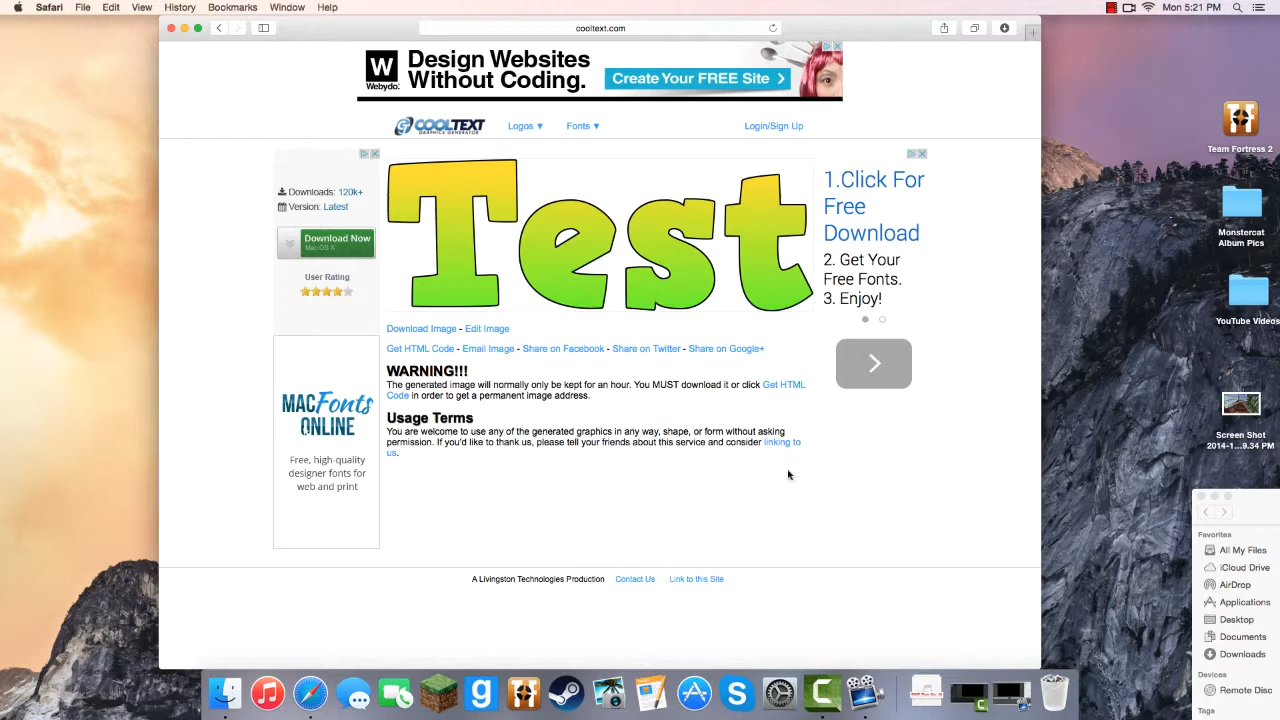 Safari File Edit View History Bookmarks Window Help
Mon 5:21 PM
cooltext.com
W
Webydo.
Design Websites
Without Coding.
Create Your FREE Site
COOLTEXT
GRAPHICS GENERATOR
Logos ▼ Fonts ▼ Login/Sign Up
Downloads: 120k+
Version: Latest
Download Now
Mac OS X
User Rating
Test
1.Click For
Free
Download
2. Get Your
Free Fonts.
3. Enjoy!
Download Image - Edit Image
Get HTML Code - Email Image - Share on Facebook - Share on Twitter - Share on Google+
WARNING!!!
The generated image will normally only be kept for an hour. You MUST download it or click Get HTML
Code in order to get a permanent image address.
Usage Terms
You are welcome to use any of the generated graphics in any way, shape, or form without asking
permission. If you'd like to thank us, please tell your friends about this service and consider linking to
us.
MACFonts
ONLINE
Free, high-quality
designer fonts for
web and print
A Livingston Technologies Production Contact Us Link to this Site
Team Fortress 2
Monstercat
Album Pics
YouTube Videos
Screen Shot
2014-1...9.34 PM
Favorites
All My Files
iCloud Drive
AirDrop
Applications
Desktop
Documents
Downloads
Devices
Remote Disc
Tags